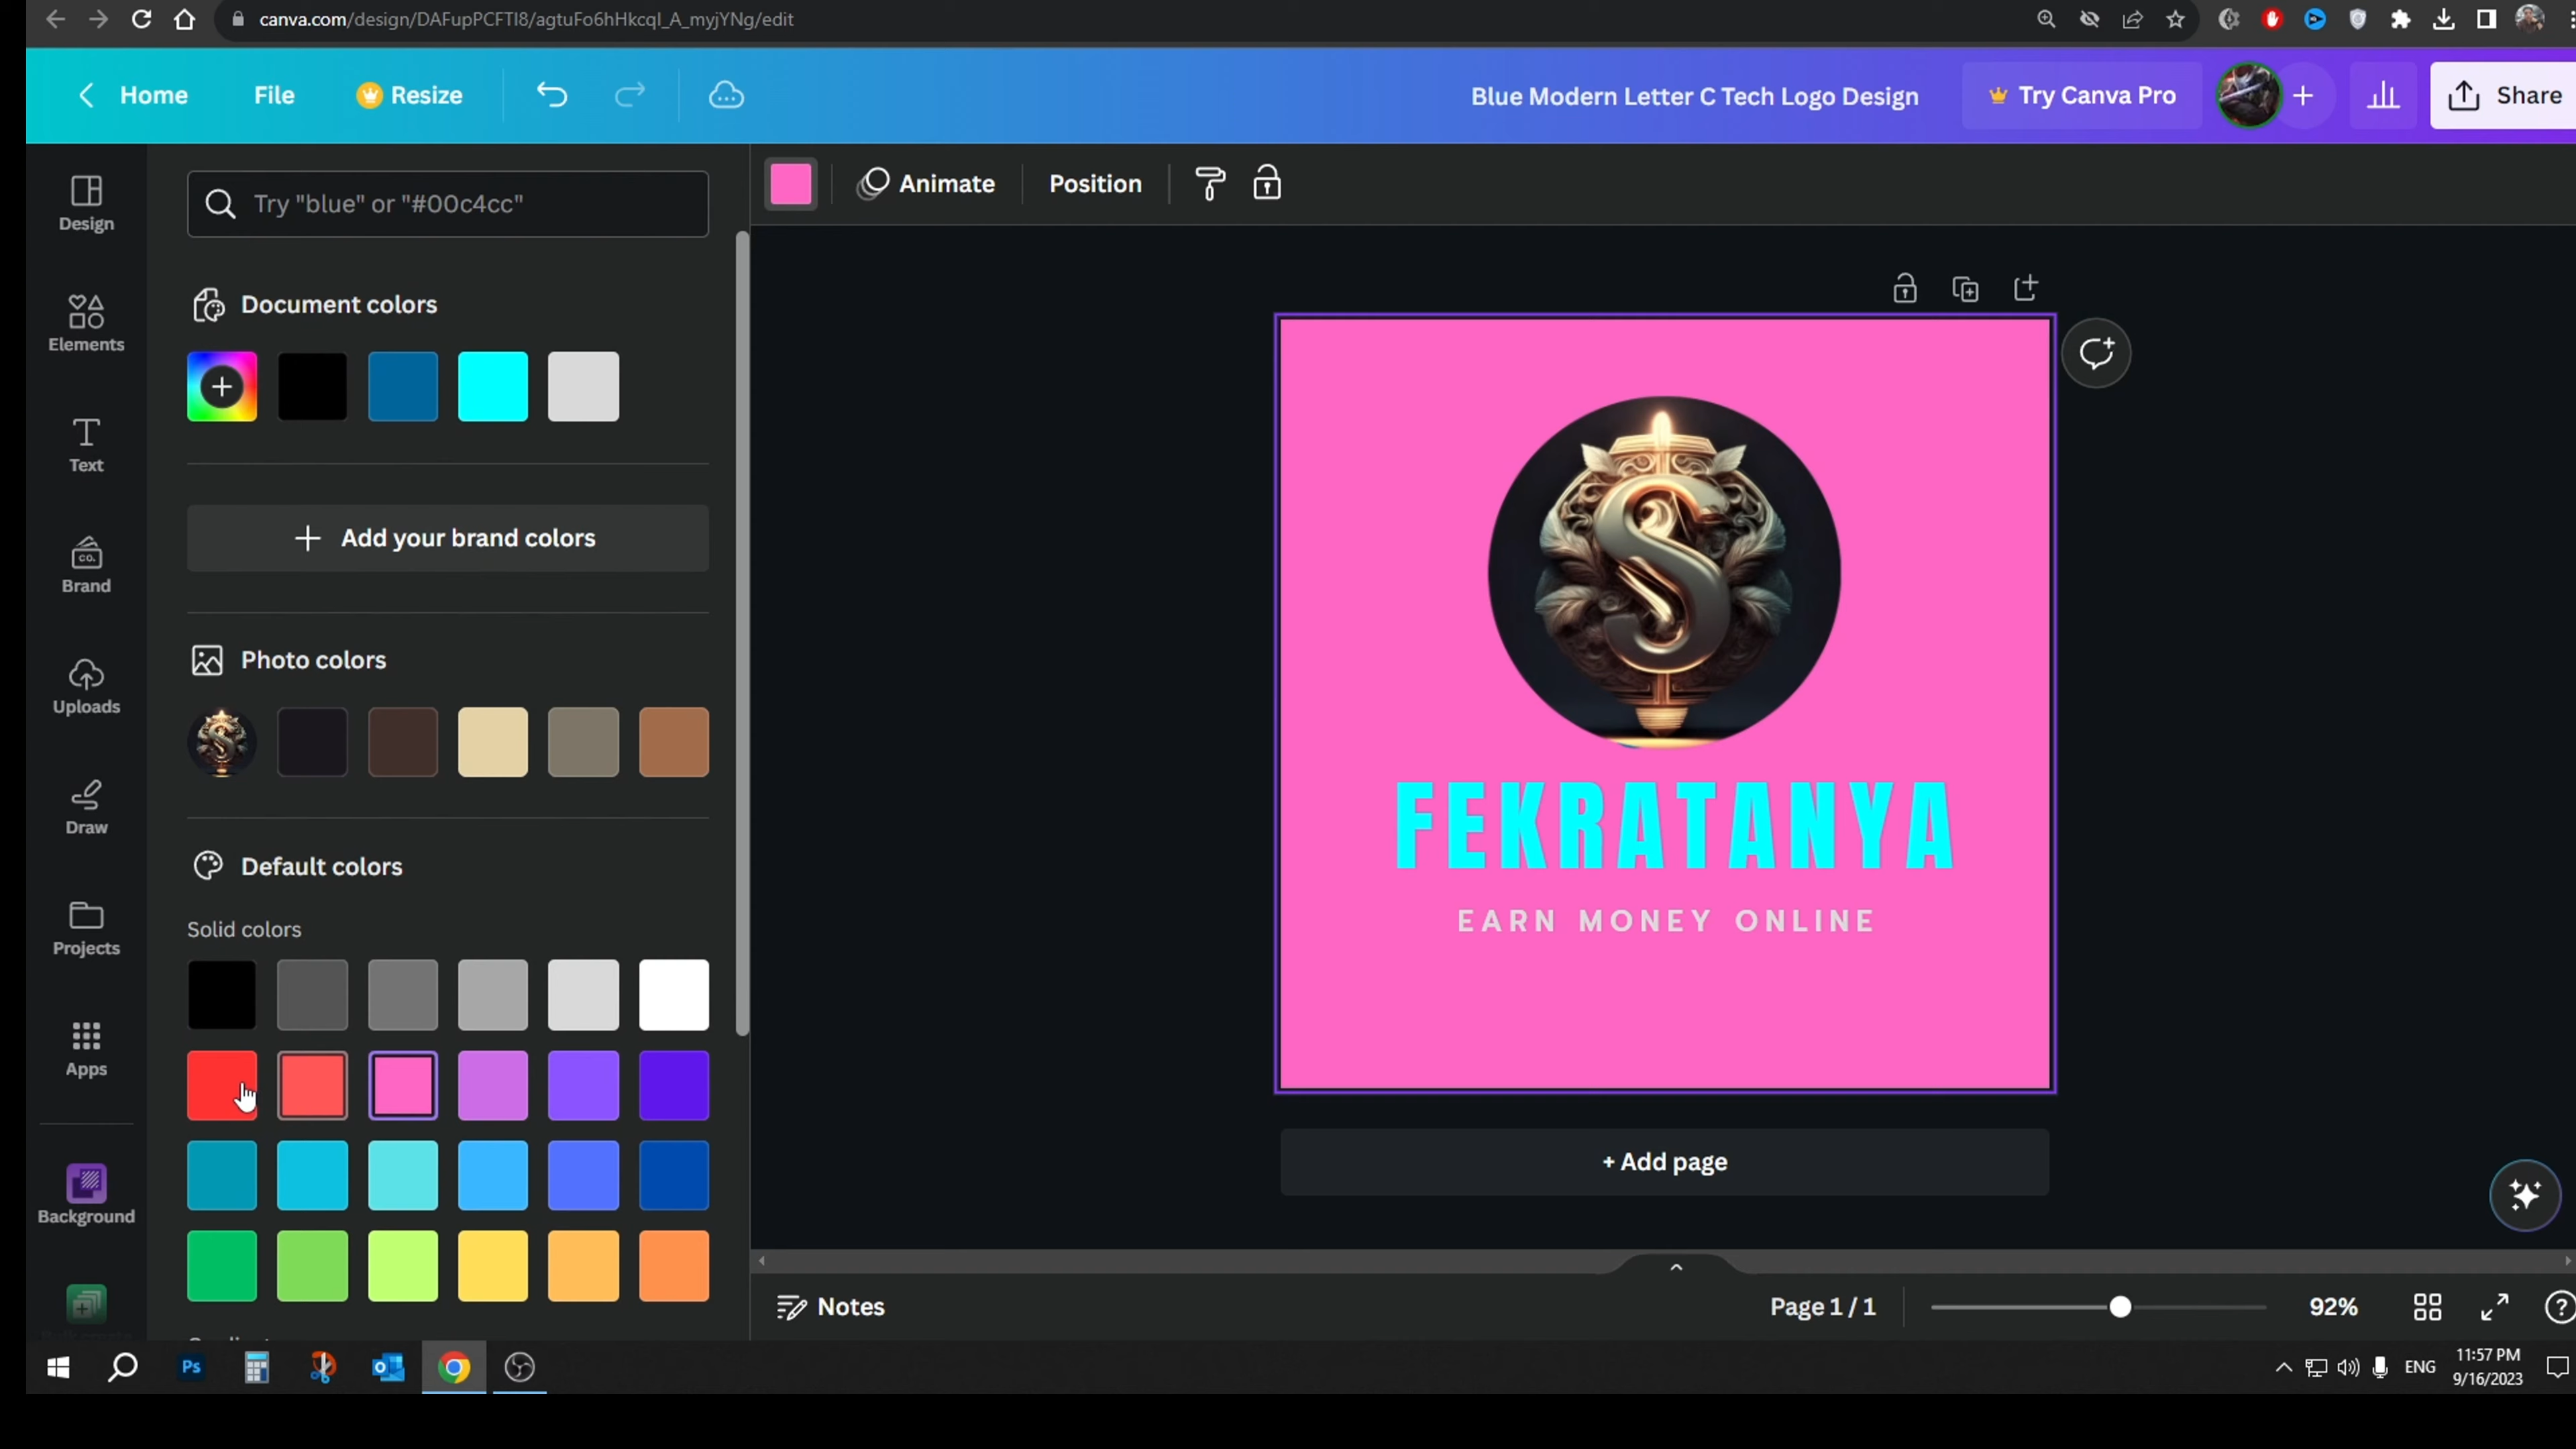 canva.com/design/DAFupPCFTI8/agtuFo6hHkcqI_A_myjYNg/edit
Home
File
Resize
Blue Modern Letter C Tech Logo Design
Try Canva Pro
Share
Design
Elements
Text
Brand
Uploads
Draw
Projects
Apps
Background
Try "blue" or "#00c4cc"
Document colors
Add your brand colors
Photo colors
Default colors
Solid colors
Animate
Position
S
FEKRATANYA
EARN MONEY ONLINE
+ Add page
Notes
Page 1 / 1
92%
Ps
ENG
11:57 PM
9/16/2023